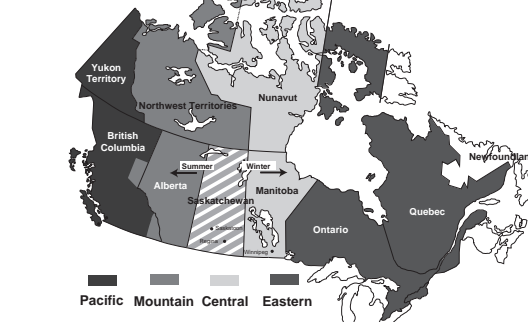 Yukon
Territory
Northwest Territories
Nunavut
British
Columbia
Summer
Winter
Alberta
Saskatchewan
Manitoba
Newfoundlan
Quebec
Ontario
Saskatoon
Regina
Winnipeg
Pacific Mountain Central Eastern